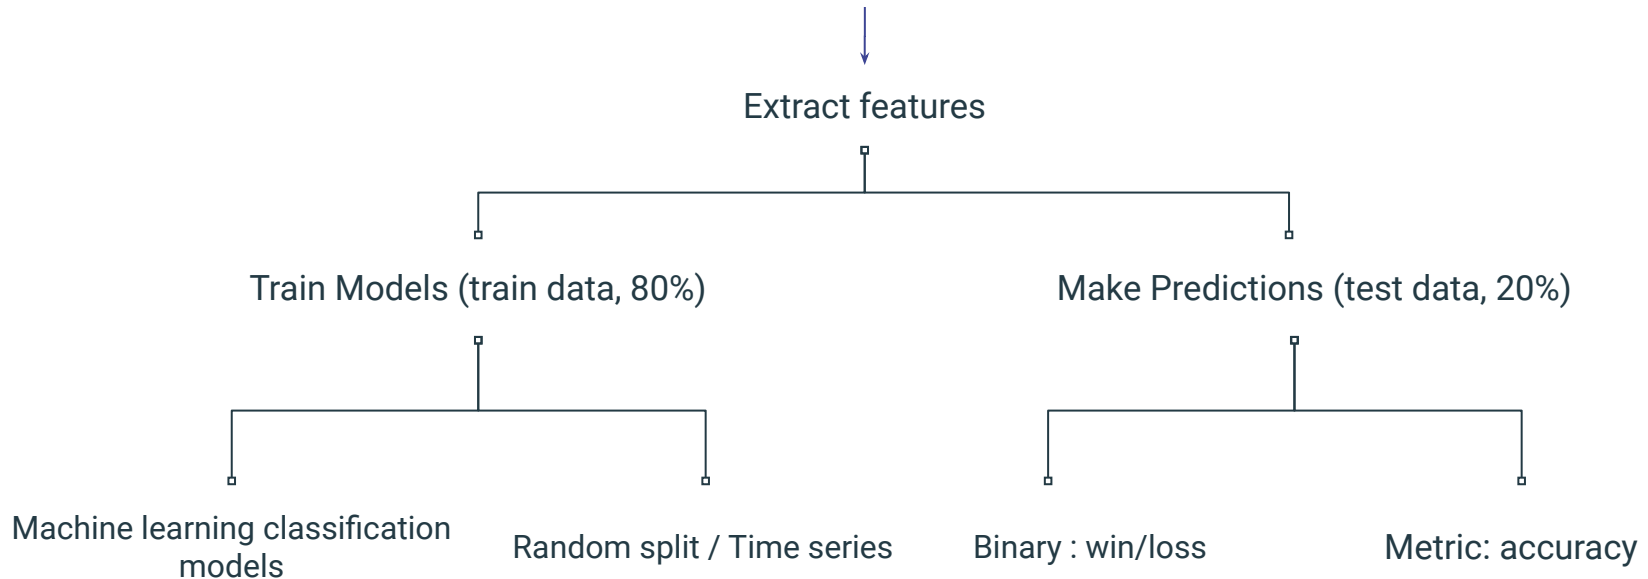 Extract features
Train Models (train data, 80%)
Make Predictions (test data, 20%)
Machine learning classification
models
Random split / Time series
Binary : win/loss
Metric: accuracy